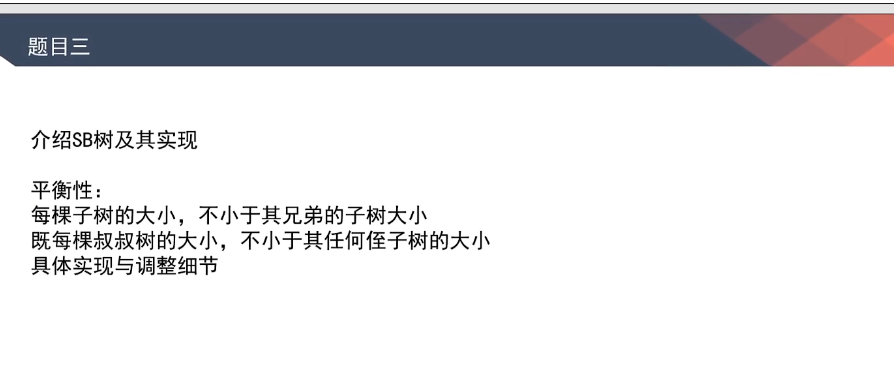 题目三
介绍SB树及其实现
平衡性：
每棵子树的大小，不小于其兄弟的子树大小
既每棵叔叔树的大小，不小于其任何侄子树的大小
具体实现与调整细节